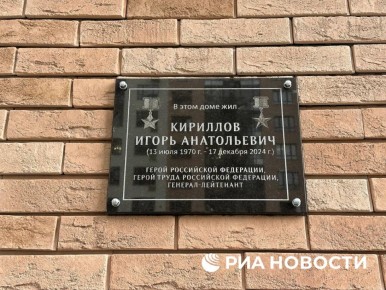 В этом доме жил
КИРИЛЛОВ
ИГОРЬ АНАТОЛЬЕВИЧ
(13 июля 1970 г. - 17 декабря 2024 г.)
ГЕРОЙ РОССИЙСКОЙ ФЕДЕРАЦИИ,
ГЕРОЙ ТРУДА РОССИЙСКОЙ ФЕДЕРАЦИИ,
ГЕНЕРАЛ-ЛЕЙТЕНАНТ
РИА НОВОСТИ